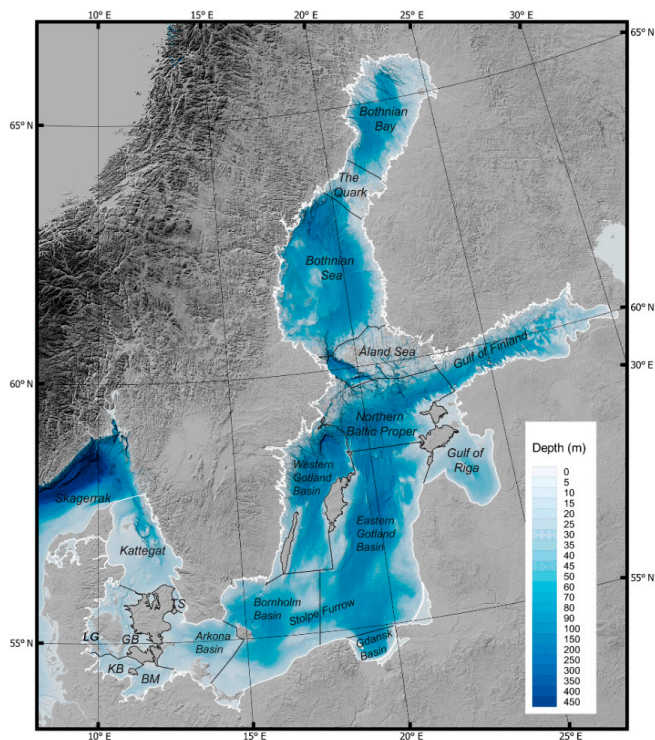 10° E
15° E
20° E
25° E
30° E
65° N
65° N
Bothnian
Bay
The
Quark
Bothnian
Sea
60° N
Åland Sea
Gulf of Finland
30° E
60° N
Northern
Baltic Proper
Western
Gotland
Basin
Gulf of
Riga
Skagerrak
Eastern
Gotland
Basin
Kattegat
55° N
TS
Bornholm
Basin
Stolpe Furrow
LG
GB
Arkona
Basin
55° N
Gdansk
Basin
KB
BM
Depth (m)
0
5
10
15
20
25
30
35
40
45
50
60
70
80
90
100
150
200
250
300
350
400
450
10° E
15° E
20° E
25° E